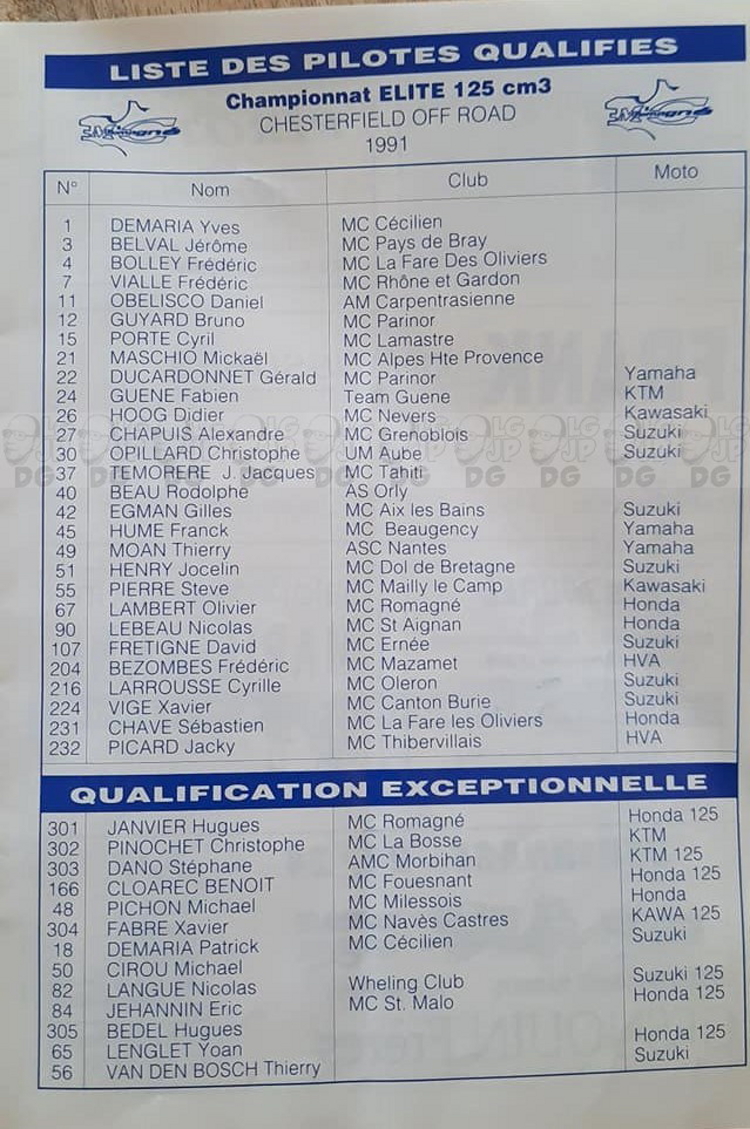 LISTE DES PILOTES QUALIFIES
Championnat ELITE 125 cm3
CHESTERFIELD OFF ROAD
1991
N° Nom Club Moto
1 DEMARIA Yves MC Cécilien
3 BELVAL Jérôme MC Pays de Bray
4 BOLLEY Frédéric MC La Fare Des Oliviers
7 VIALLE Frédéric MC Rhône et Gardon
11 OBELISCO Daniel AM Carpentrasienne
12 GUYARD Bruno MC Parinor
15 PORTE Cyril MC Lamastre
21 MASCHIO Mickaël MC Alpes Hte Provence
22 DUCARDONNET Gérald MC Parinor Yamaha
24 GUENE Fabien Team Guene KTM
26 HOOG Didier MC Nevers Kawasaki
27 CHAPUIS Alexandre MC Grenoblois Suzuki
30 OPILLARD Christophe UM Aube Suzuki
37 TEMORERE J. Jacques MC Tahiti
40 BEAU Rodolphe AS Orly
42 EGMAN Gilles MC Aix les Bains Suzuki
45 HUME Franck MC Beaugency Yamaha
49 MOAN Thierry ASC Nantes Yamaha
51 HENRY Jocelin MC Dol de Bretagne Suzuki
55 PIERRE Steve MC Mailly le Camp Kawasaki
67 LAMBERT Olivier MC Romagné Honda
90 LEBEAU Nicolas MC St Aignan Honda
107 FRETIGNE David MC Ernée Suzuki
204 BEZOMBES Frédéric MC Mazamet HVA
216 LARROUSSE Cyrille MC Oleron Suzuki
224 VIGE Xavier MC Canton Burie Suzuki
231 CHAVE Sébastien MC La Fare les Oliviers Honda
232 PICARD Jacky MC Thibervillais HVA
QUALIFICATION EXCEPTIONNELLE
301 JANVIER Hugues MC Romagné Honda 125
302 PINOCHET Christophe MC La Bosse KTM
303 DANO Stéphane AMC Morbihan KTM 125
166 CLOAREC BENOIT MC Fouesnant Honda 125
48 PICHON Michael MC Milessois Honda
304 FABRE Xavier MC Navès Castres KAWA 125
18 DEMARIA Patrick MC Cécilien Suzuki
50 CIROU Michael
82 LANGUE Nicolas Wheling Club Suzuki 125
84 JEHANNIN Eric MC St. Malo Honda 125
305 BEDEL Hugues
65 LENGLET Yoan Honda 125
56 VAN DEN BOSCH Thierry Suzuki